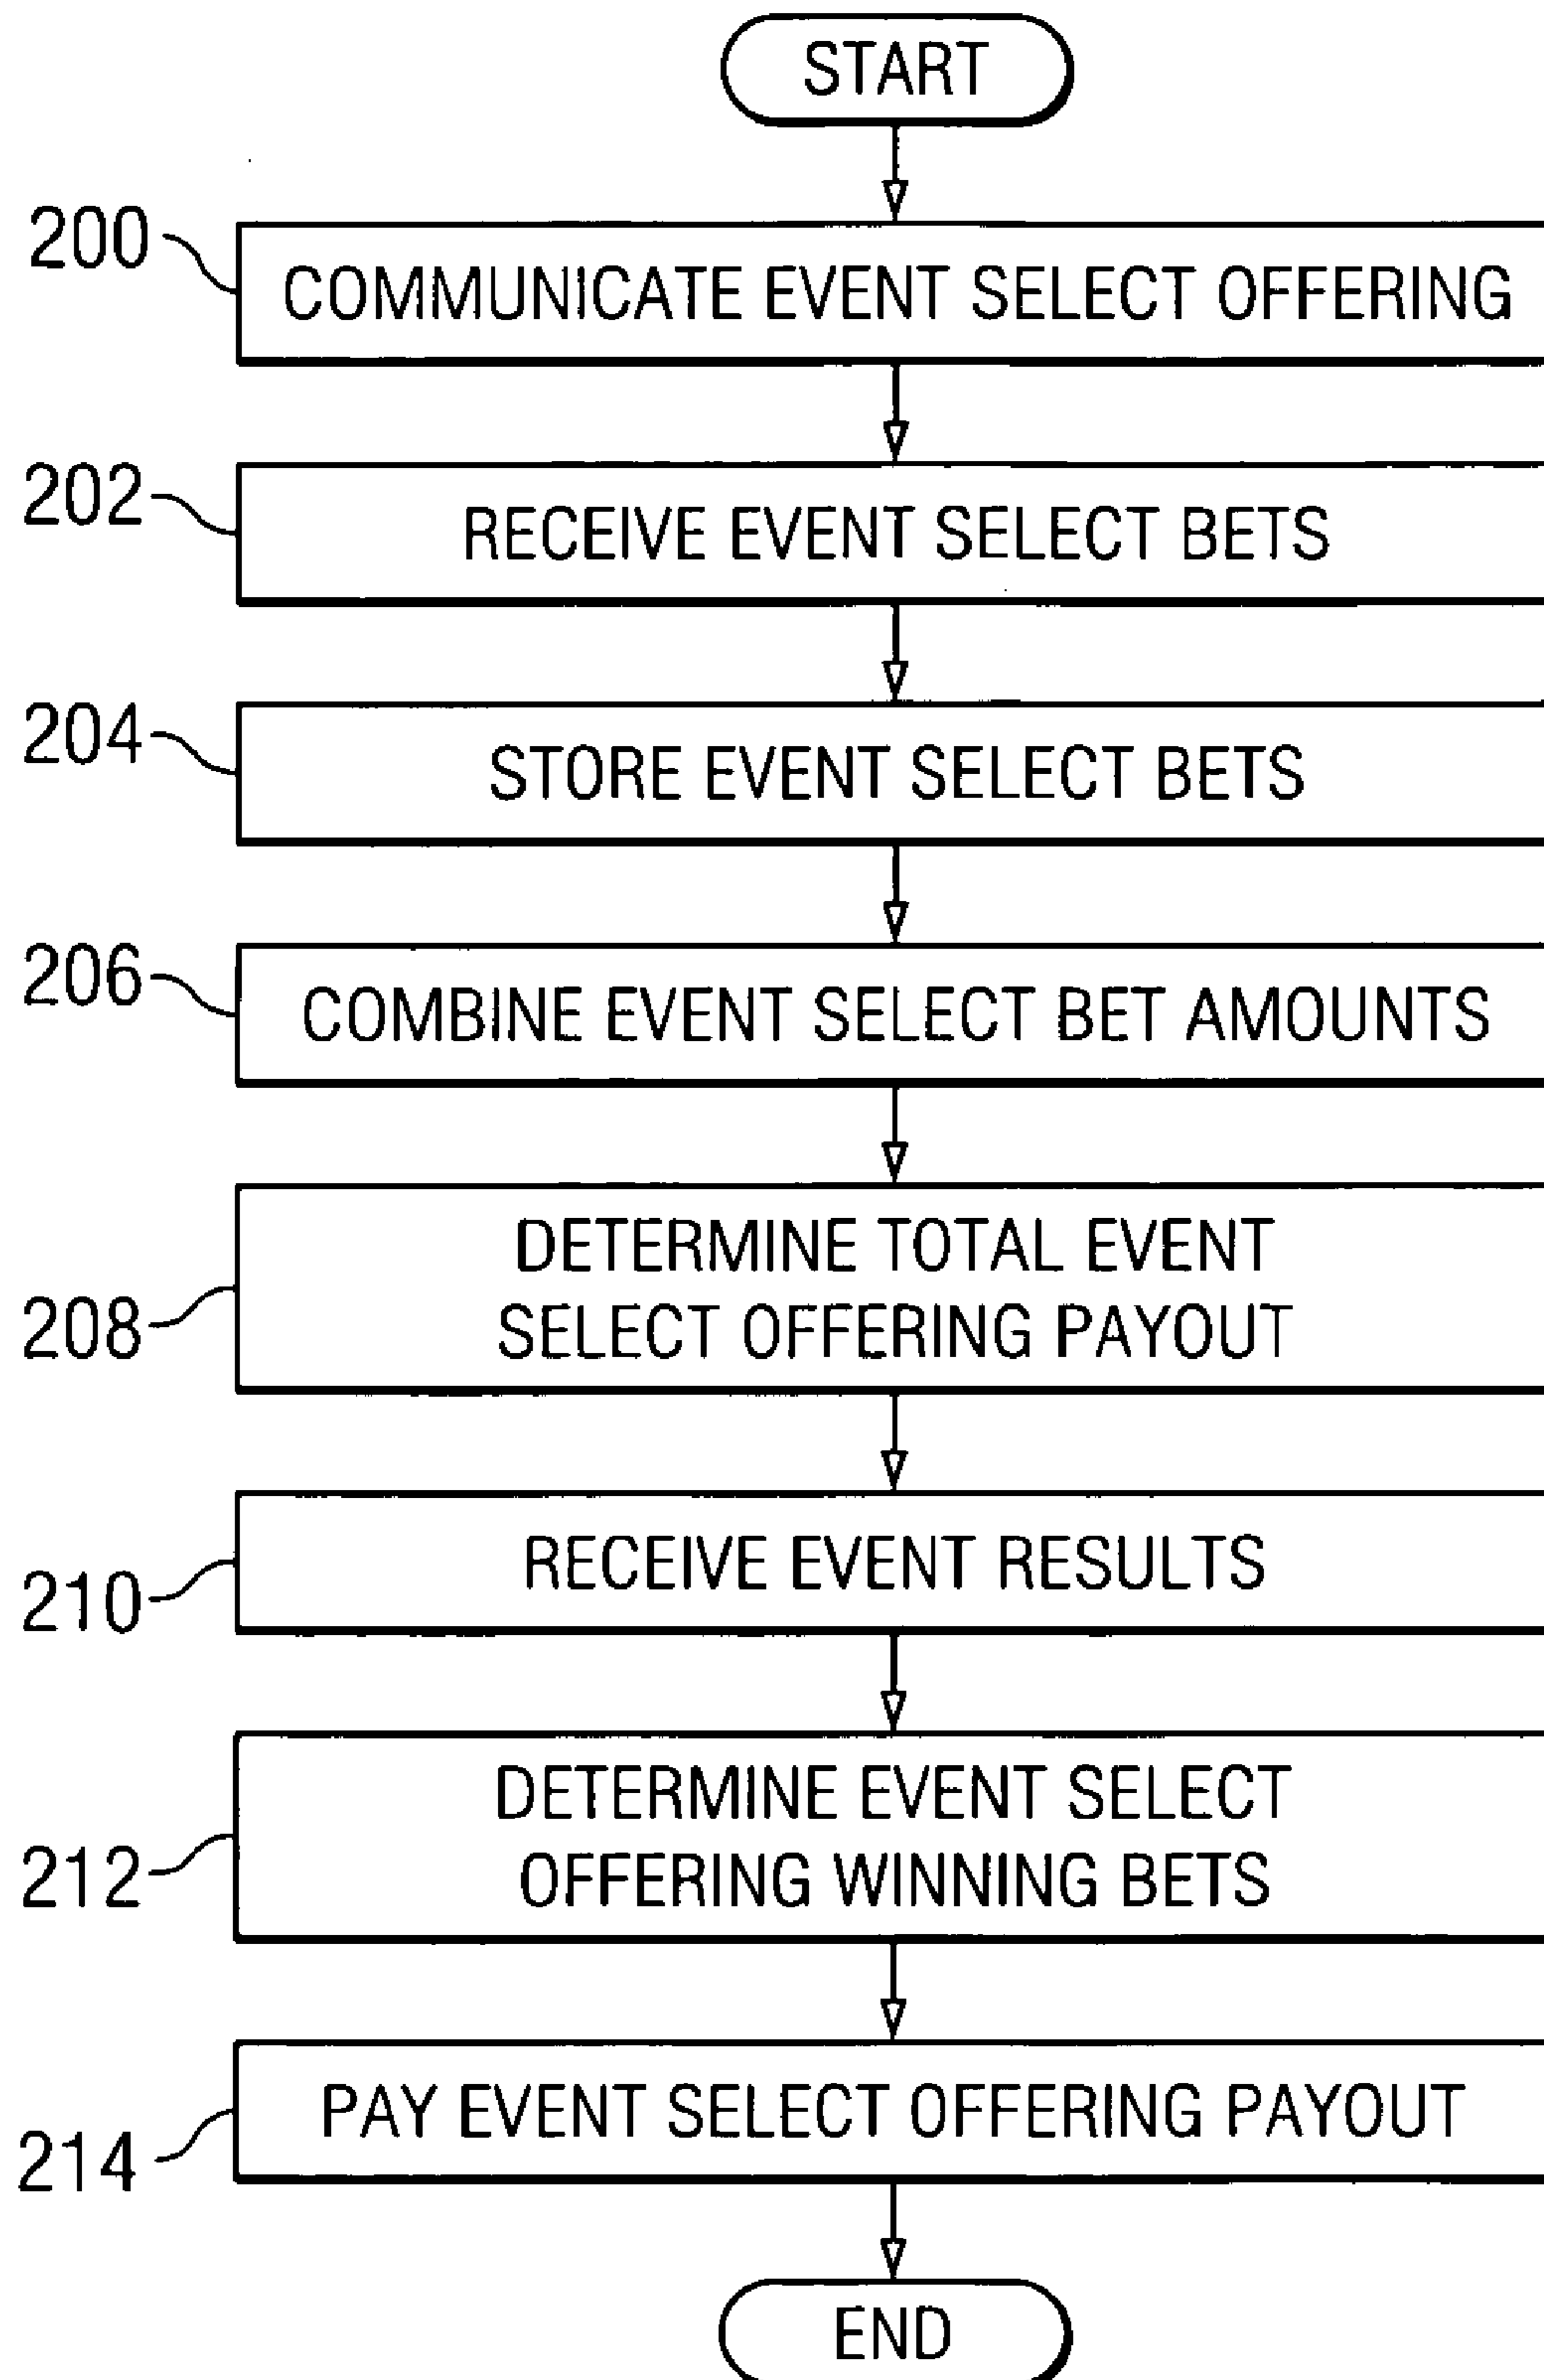 START
200
COMMUNICATE EVENT SELECT OFFERING
202
RECEIVE EVENT SELECT BETS
204
STORE EVENT SELECT BETS
206
COMBINE EVENT SELECT BET AMOUNTS
208
DETERMINE TOTAL EVENT
SELECT OFFERING PAYOUT
210
RECEIVE EVENT RESULTS
212
DETERMINE EVENT SELECT
OFFERING WINNING BETS
214
PAY EVENT SELECT OFFERING PAYOUT
END